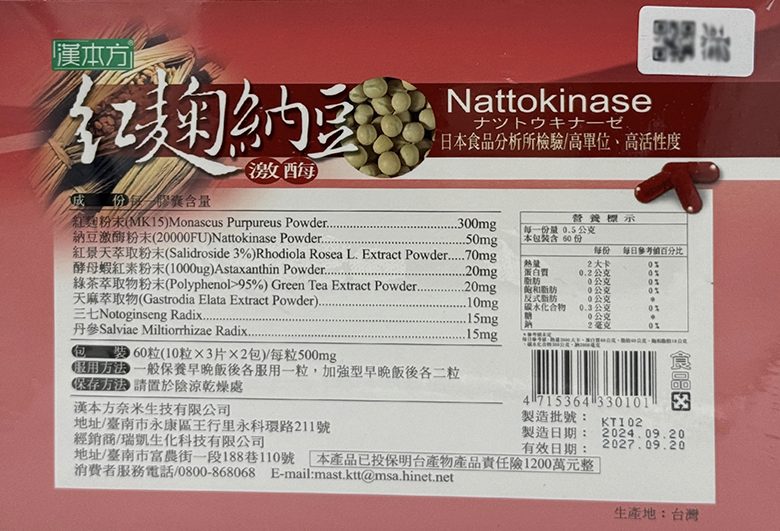 漢本方
紅麴納豆
激酶
Nattokinase
ナツトウキナーゼ
日本食品分析所檢驗/高單位、高活性度
成 份 每一膠囊含量
紅麴粉末(MK15)Monascus Purpureus Powder......300mg
納豆激酶粉末(20000FU)Nattokinase Powder......50mg
紅景天萃取粉末(Salidroside 3%)Rhodiola Rosea L. Extract Powder.....70mg
酵母蝦紅素粉末(1000ug)Astaxanthin Powder......20mg
綠茶萃取物粉末(Polyphenol>95%) Green Tea Extract Powder......20mg
天麻萃取物(Gastrodia Elata Extract Powder)......10mg
三七Notoginseng Radix......15mg
丹參Salviae Miltiorrhizae Radix......15mg
包 裝 60粒(10粒×3片×2包)/每粒500mg
服用方法 一般保養早晚飯後各服用一粒，加強型早晚飯後各二粒
保存方法 請置於陰涼乾燥處
漢本方奈米生技有限公司
地址/臺南市永康區王行里永科環路211號
經銷商/瑞凱生化科技有限公司
地址/臺南市富農街一段188巷110號
本產品已投保明台產物產品責任險1200萬元整
消費者服務電話/0800-868068 E-mail:mast.ktt@msa.hinet.net
營養標示
每一份量 0.5 公克
本包裝含 60 份
每份 每日參考值百分比
熱量 2 大卡 0%
蛋白質 0.2 公克 0%
脂肪 0 公克 0%
飽和脂肪 0 公克 0%
反式脂肪 0 公克 *
碳水化合物 0.3 公克 0%
糖 0 公克 *
鈉 2 毫克 0%
*參考值未定
食品
4 715364 330101
製造批號： KTI02
製造日期： 2024.09.20
有效日期： 2027.09.20
生產地：台灣